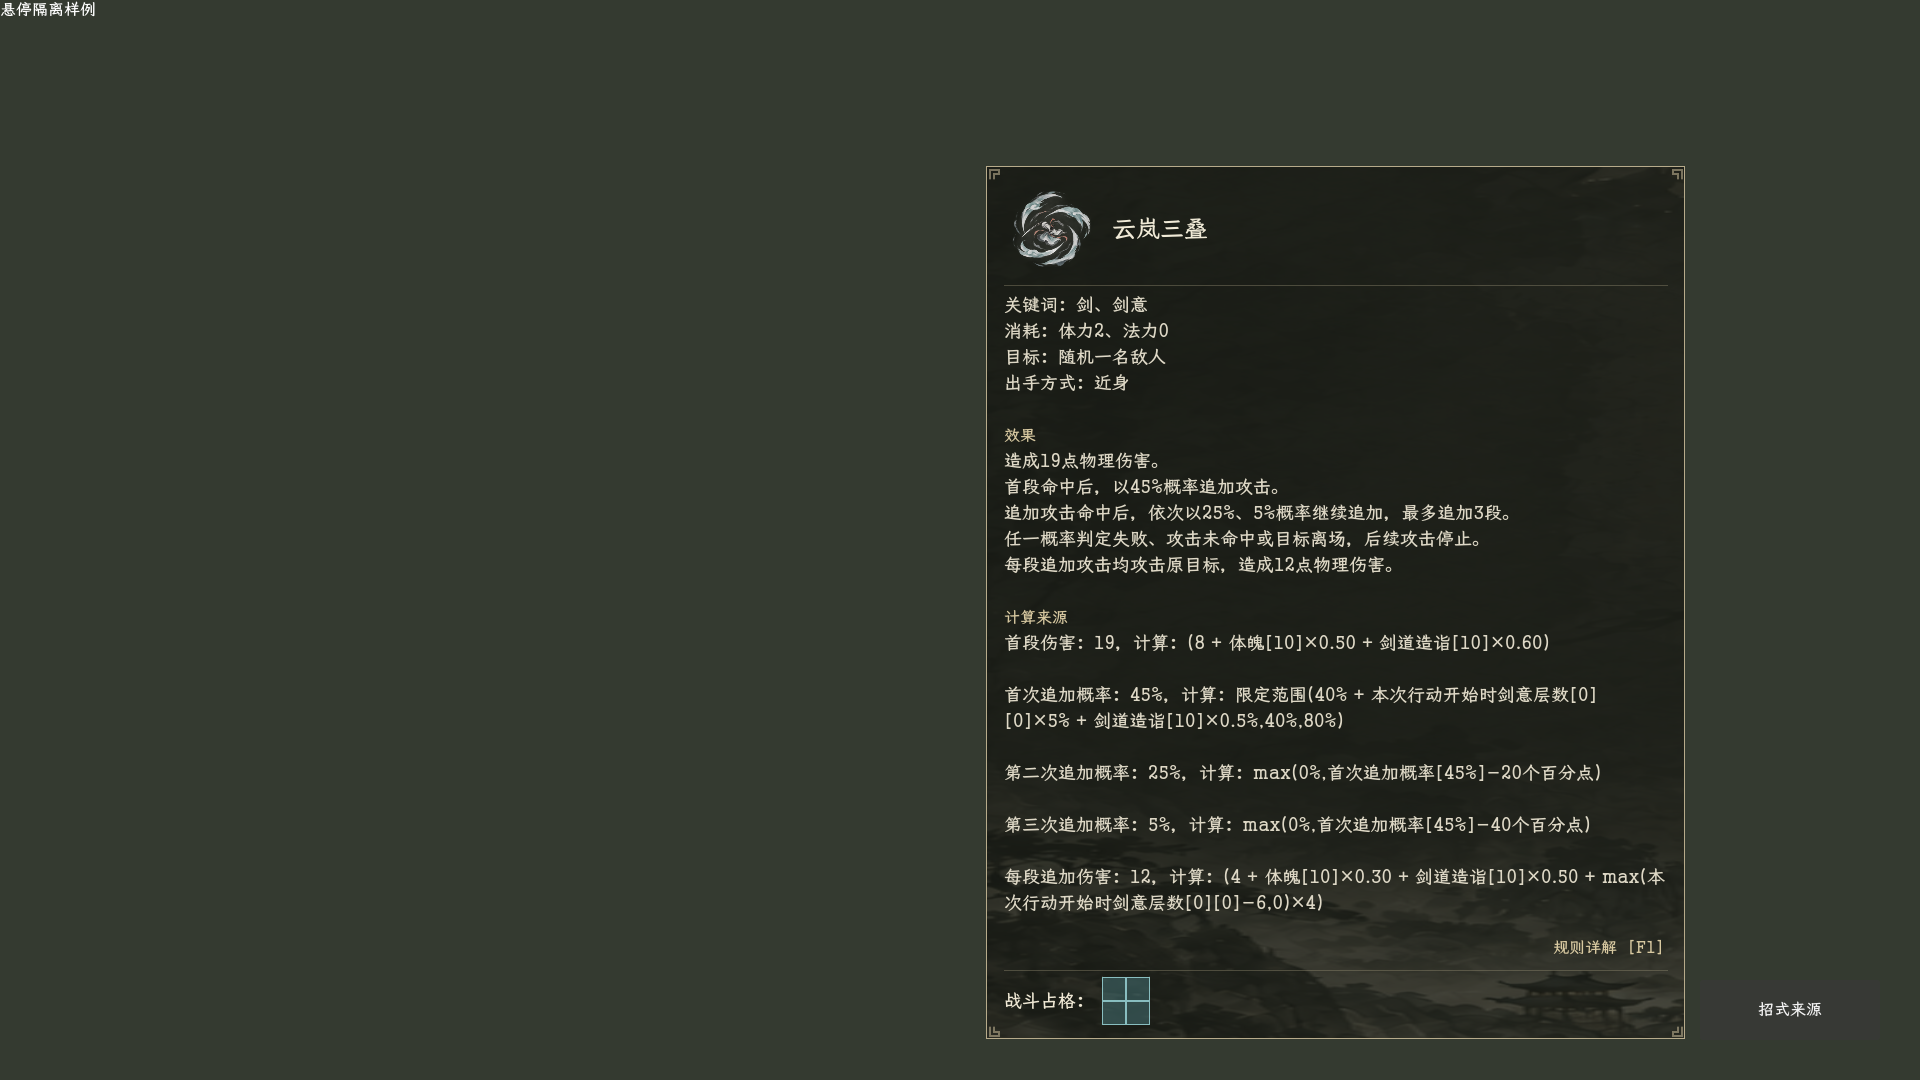 悬停隔离样例
云岚三叠
关键词：剑、剑意
消耗：体力2、法力0
目标：随机一名敌人
出手方式：近身
效果
造成19点物理伤害。
首段命中后，以45%概率追加攻击。
追加攻击命中后，依次以25%、5%概率继续追加，最多追加3段。
任一概率判定失败、攻击未命中或目标离场，后续攻击停止。
每段追加攻击均攻击原目标，造成12点物理伤害。
计算来源
首段伤害：19，计算：(8 + 体魄[10]×0.50 + 剑道造诣[10]×0.60)
首次追加概率：45%，计算：限定范围(40% + 本次行动开始时剑意层数[0]
[0]×5% + 剑道造诣[10]×0.5%,40%,80%)
第二次追加概率：25%，计算：max(0%,首次追加概率[45%]−20个百分点)
第三次追加概率：5%，计算：max(0%,首次追加概率[45%]−40个百分点)
每段追加伤害：12，计算：(4 + 体魄[10]×0.30 + 剑道造诣[10]×0.50 + max(本
次行动开始时剑意层数[0][0]−6,0)×4)
规则详解 [F1]
战斗占格：
招式来源